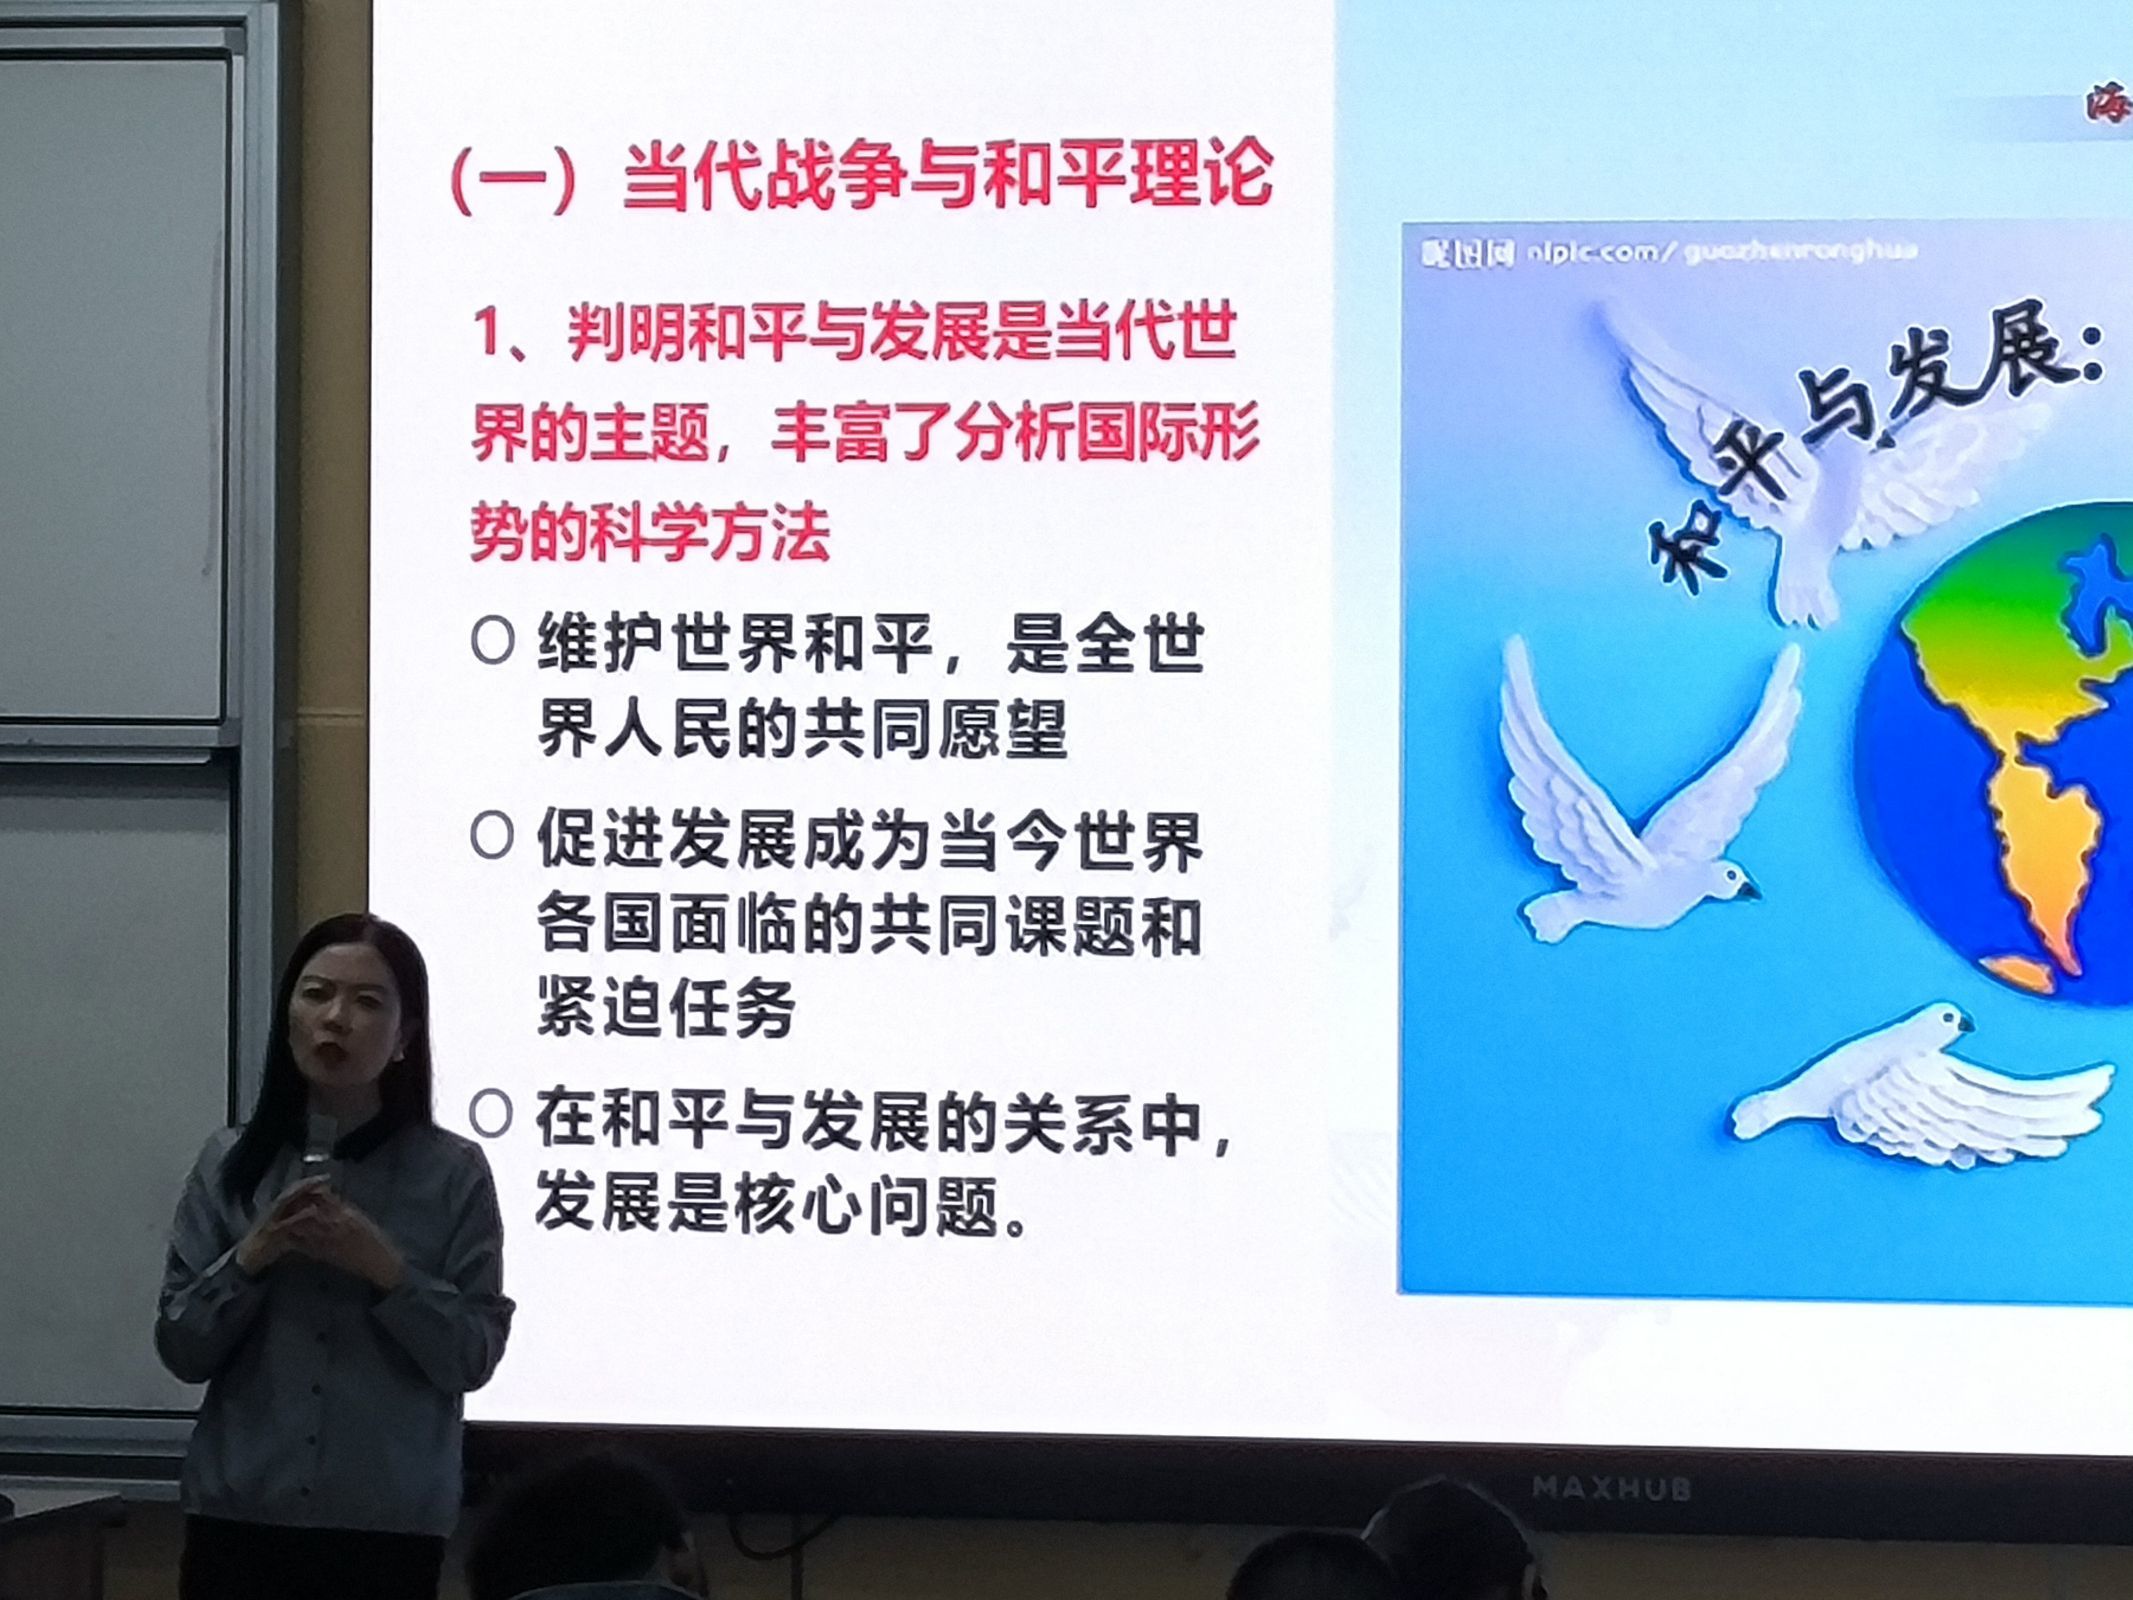 （一）当代战争与和平理论
1、判明和平与发展是当代世
界的主题，丰富了分析国际形
势的科学方法
维护世界和平，是全世
界人民的共同愿望
促进发展成为当今世界
各国面临的共同课题和
紧迫任务
在和平与发展的关系中，
发展是核心问题。
海
昵图网 nipic.com/guozhenronghua
和平与发展：
MAXHUB